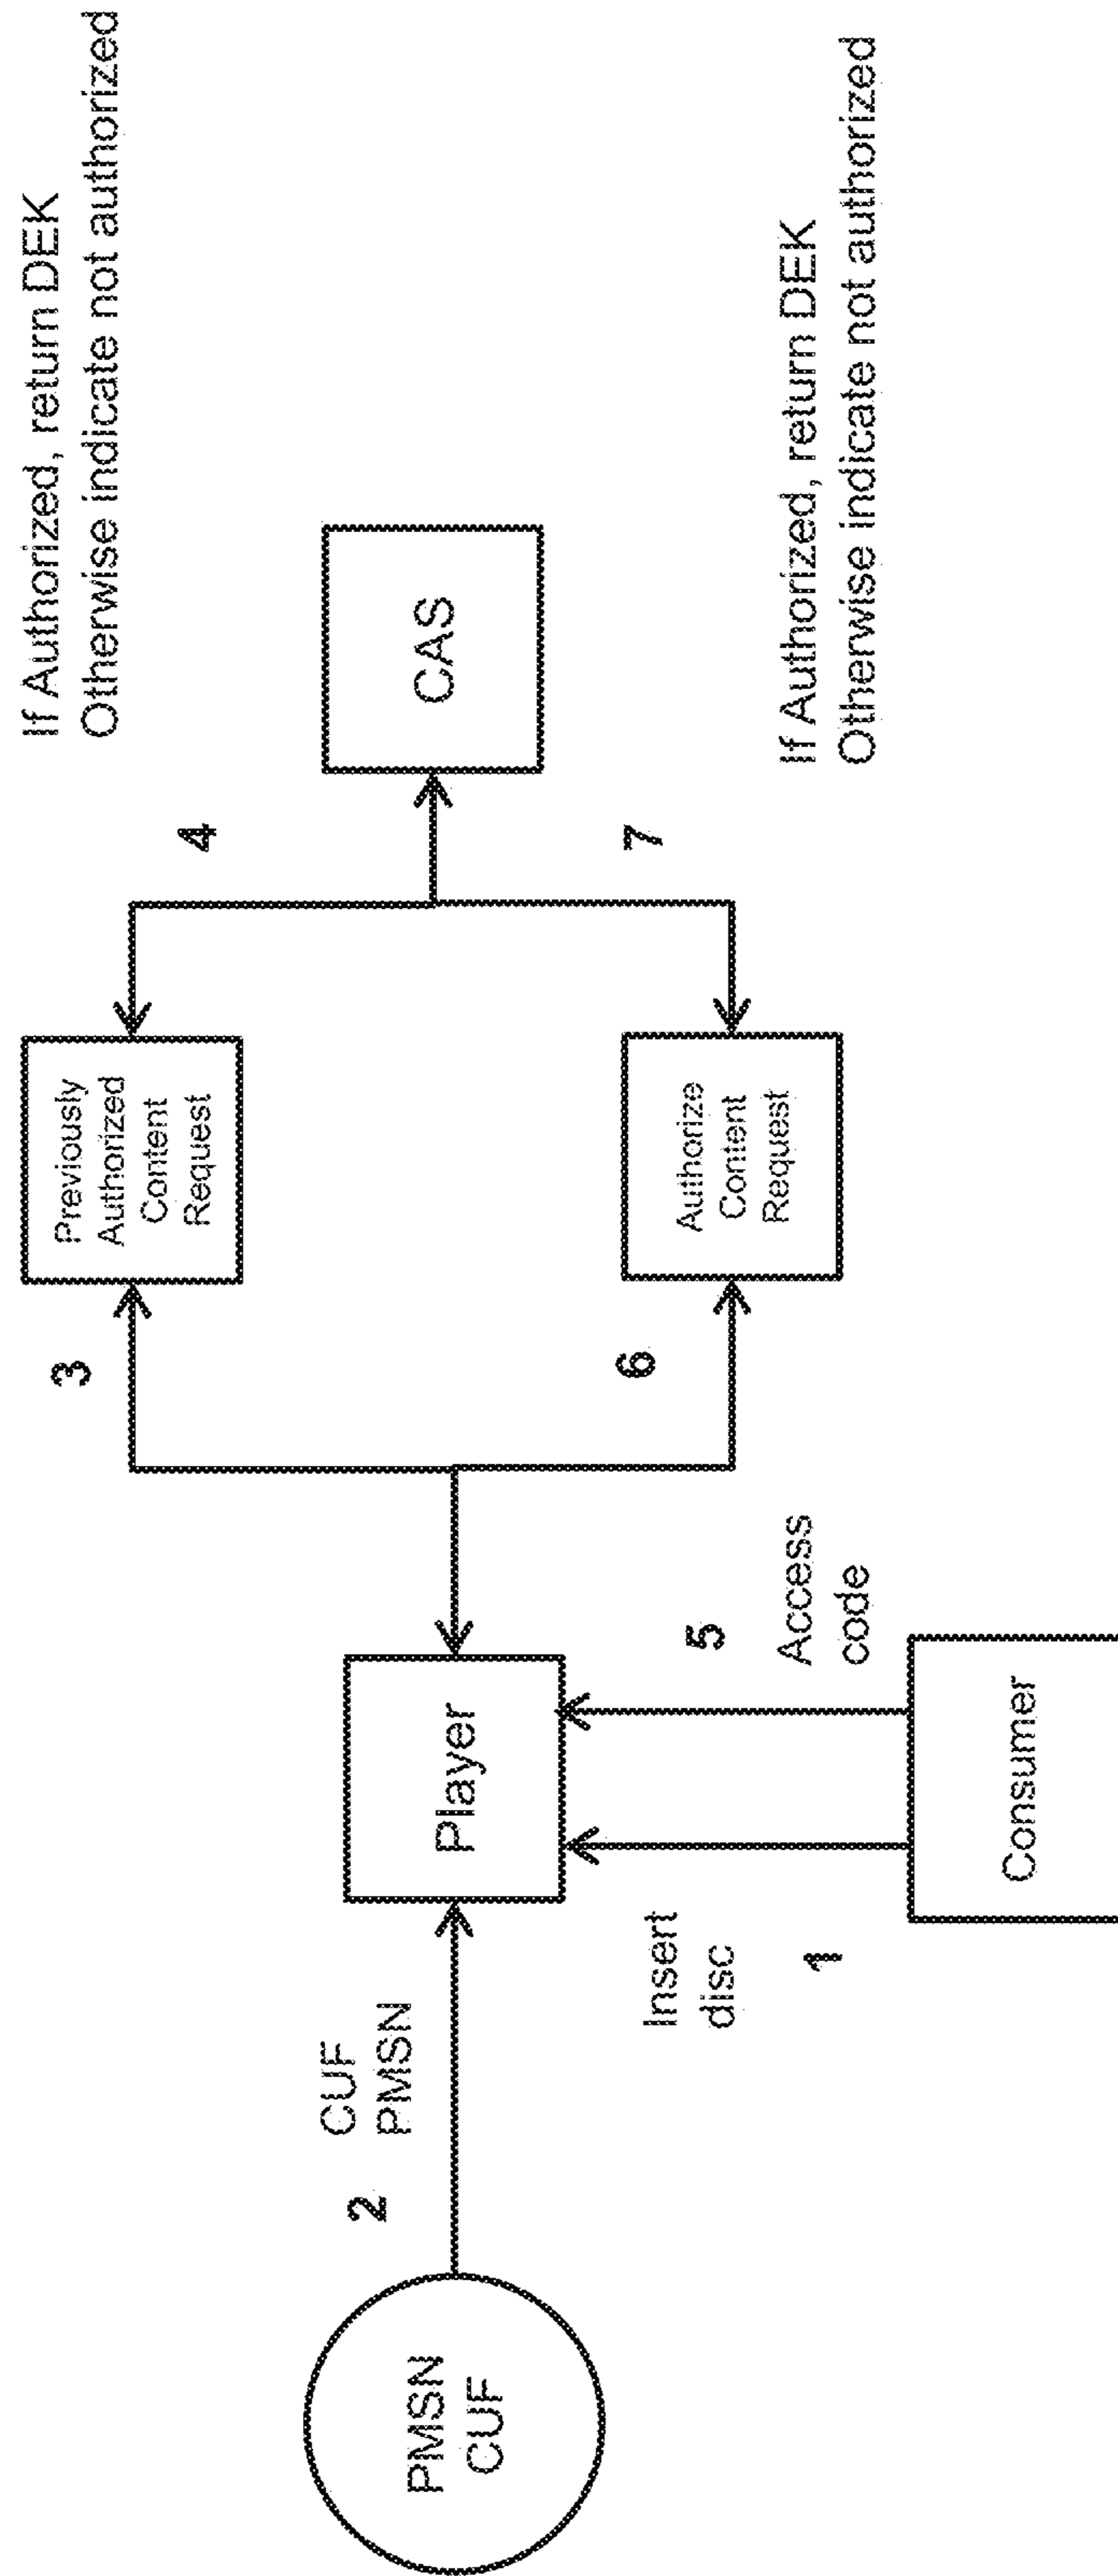 PMSN
CUF
2
CUF
PMSN
Player
Insert
disc
1
5
Access
code
Consumer
3
Previously
Authorized
Content
Request
6
Authorize
Content
Request
4
7
CAS
If Authorized, return DEK
Otherwise indicate not authorized
If Authorized, return DEK
Otherwise indicate not authorized